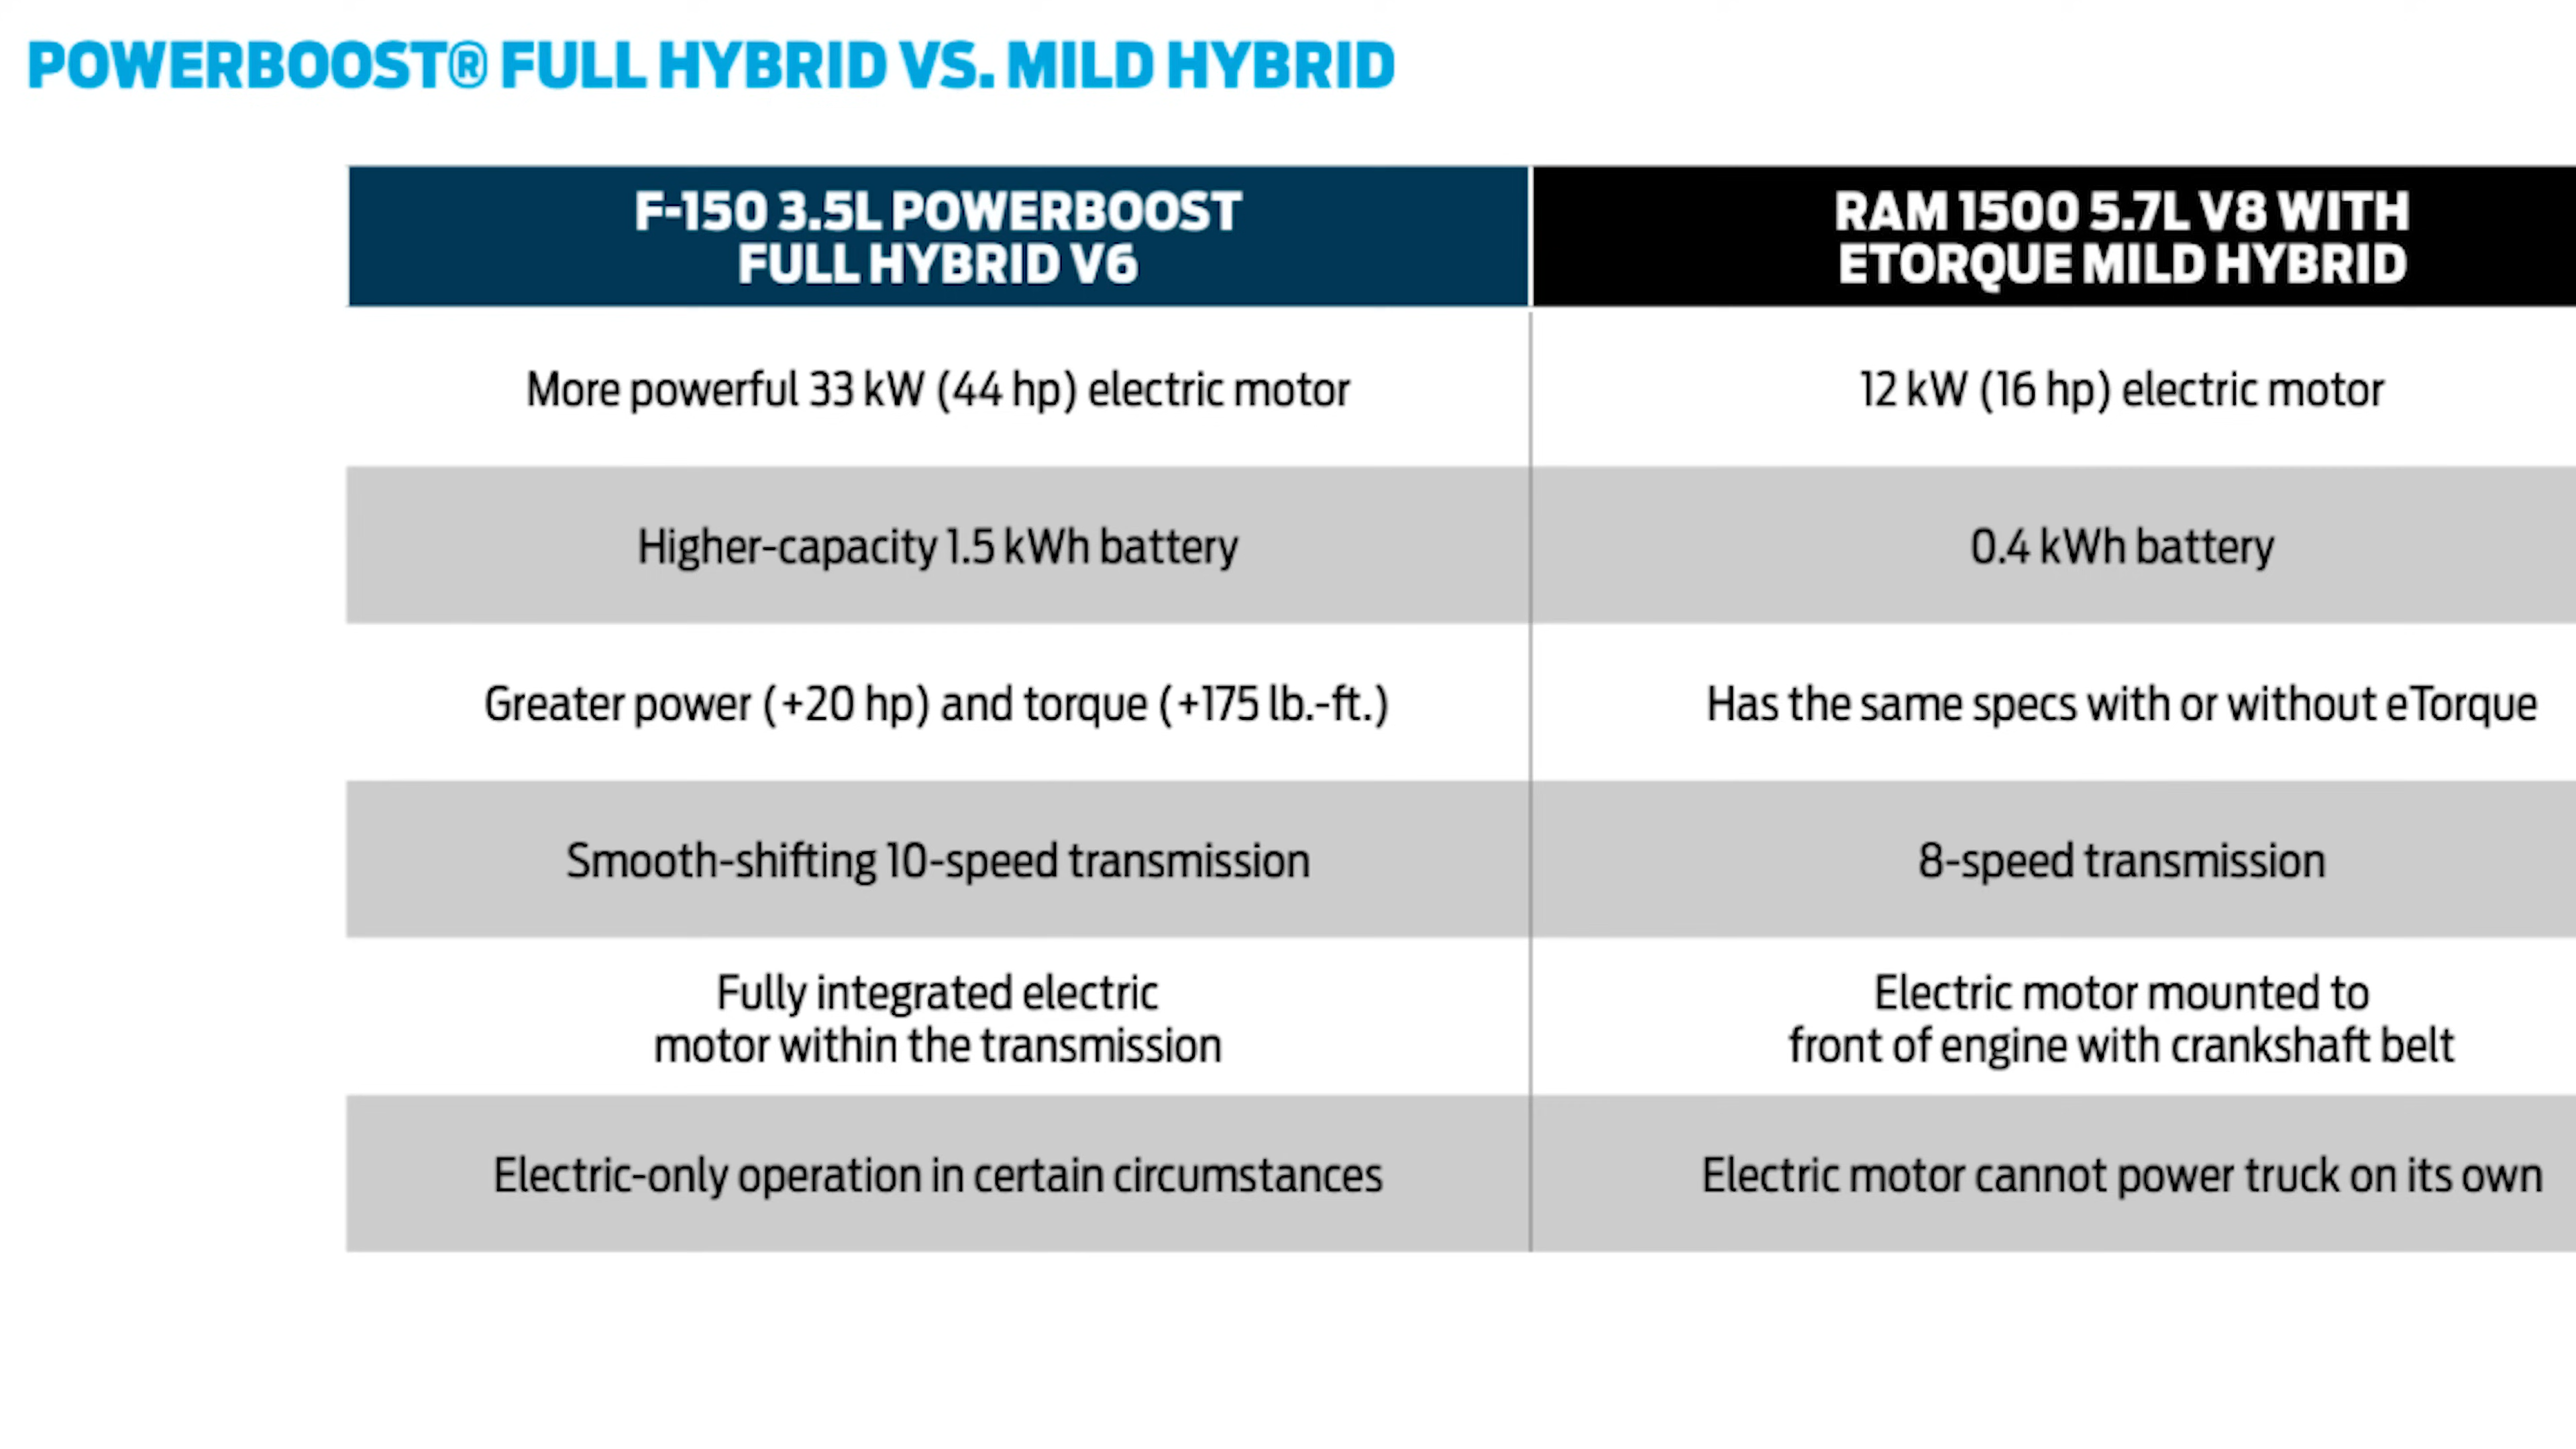 POWERBOOST® FULL HYBRID VS. MILD HYBRID
F-150 3.5L POWERBOOST
FULL HYBRID V6
RAM 1500 5.7L V8 WITH
ETORQUE MILD HYBRID
More powerful 33 kW (44 hp) electric motor
12 kW (16 hp) electric motor
Higher-capacity 1.5 kWh battery
0.4 kWh battery
Greater power (+20 hp) and torque (+175 lb.-ft.)
Has the same specs with or without eTorque
Smooth-shifting 10-speed transmission
8-speed transmission
Fully integrated electric
motor within the transmission
Electric motor mounted to
front of engine with crankshaft belt
Electric-only operation in certain circumstances
Electric motor cannot power truck on its own